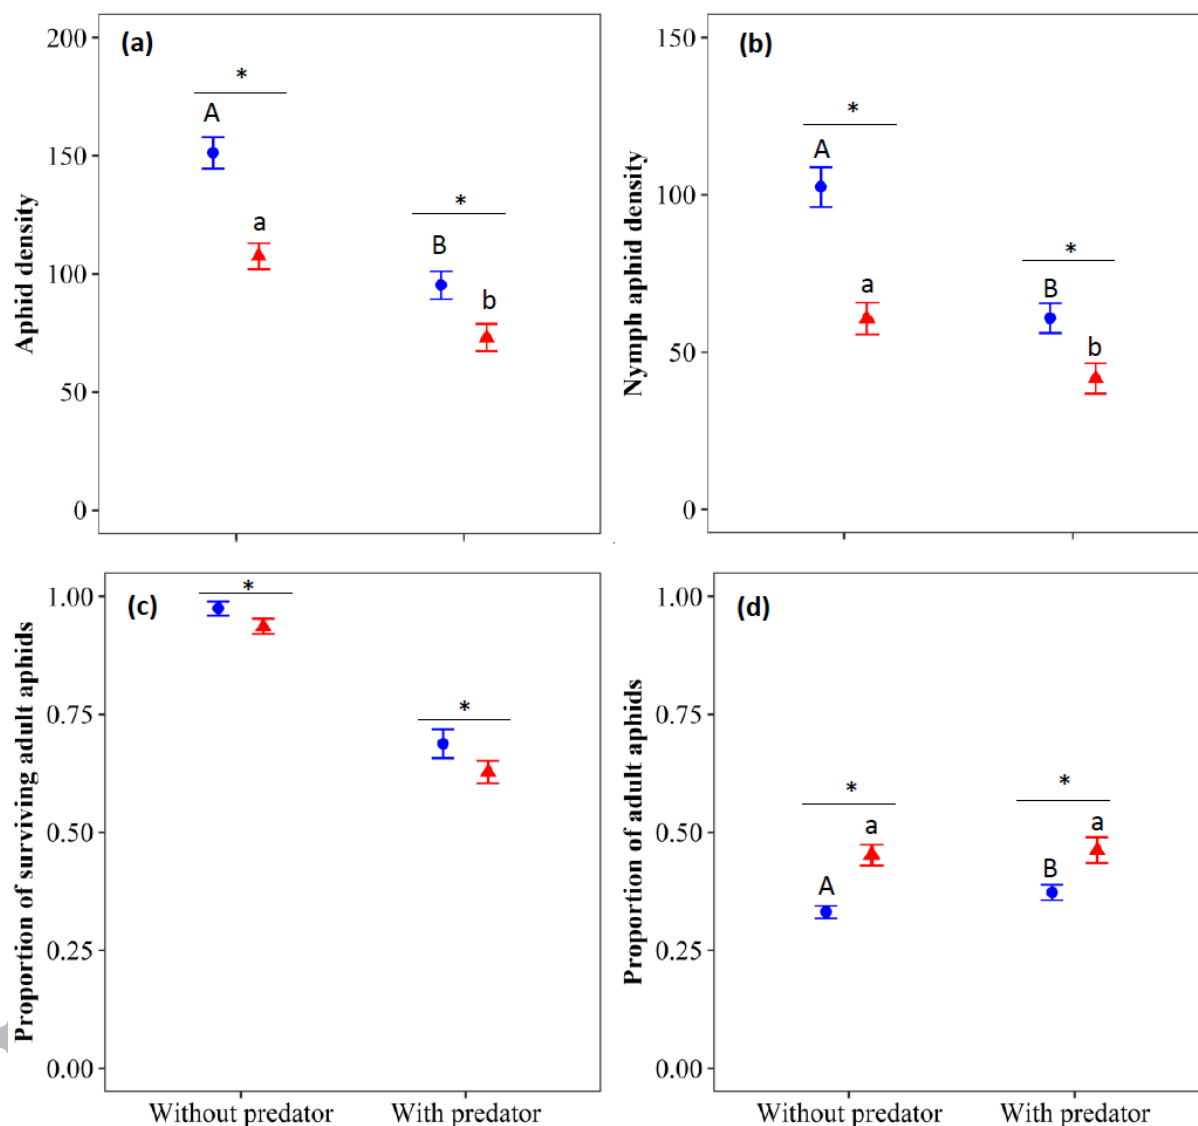 (a)
Aphid density
200
150
100
50
0
*
A
a
*
B
b
(b)
Nymph aphid density
150
100
50
0
*
A
a
*
B
b
(c)
Proportion of surviving adult aphids
1.00
0.75
0.50
0.25
0.00
*
*
Without predator
With predator
(d)
Proportion of adult aphids
1.00
0.75
0.50
0.25
0.00
*
A
a
*
B
a
Without predator
With predator